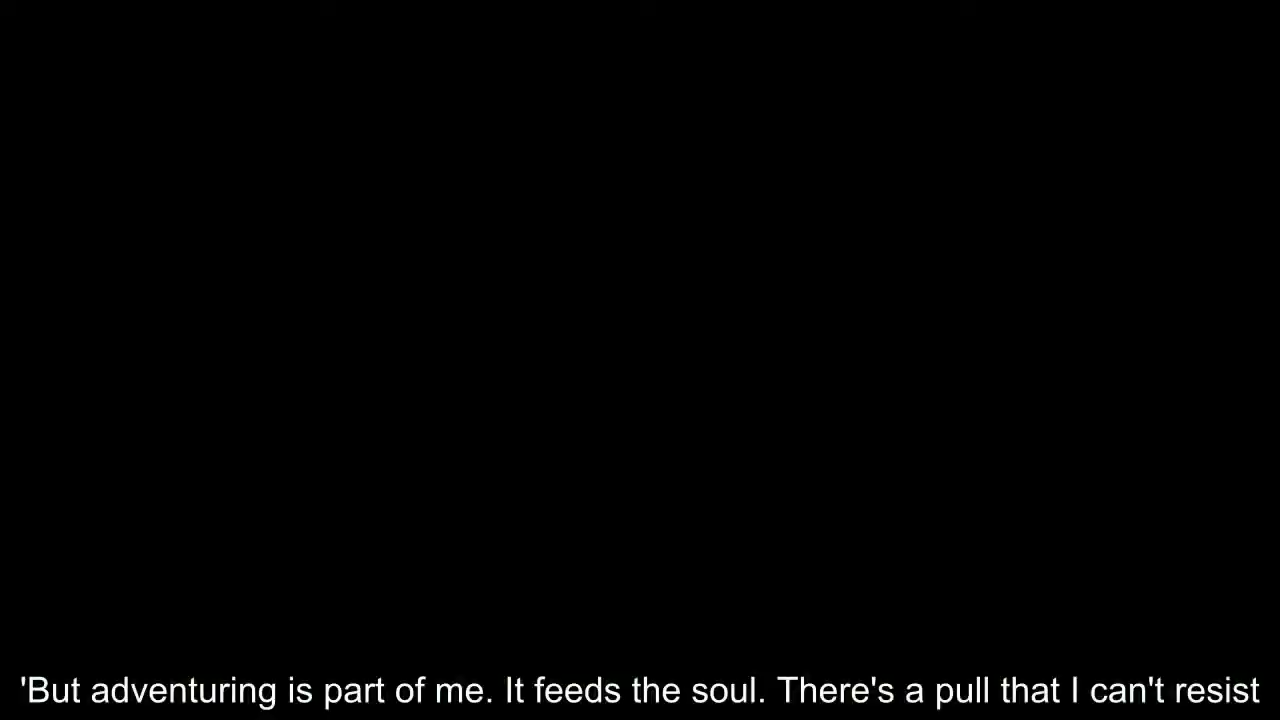 'But adventuring is part of me. It feeds the soul. There's a pull that I can't resist